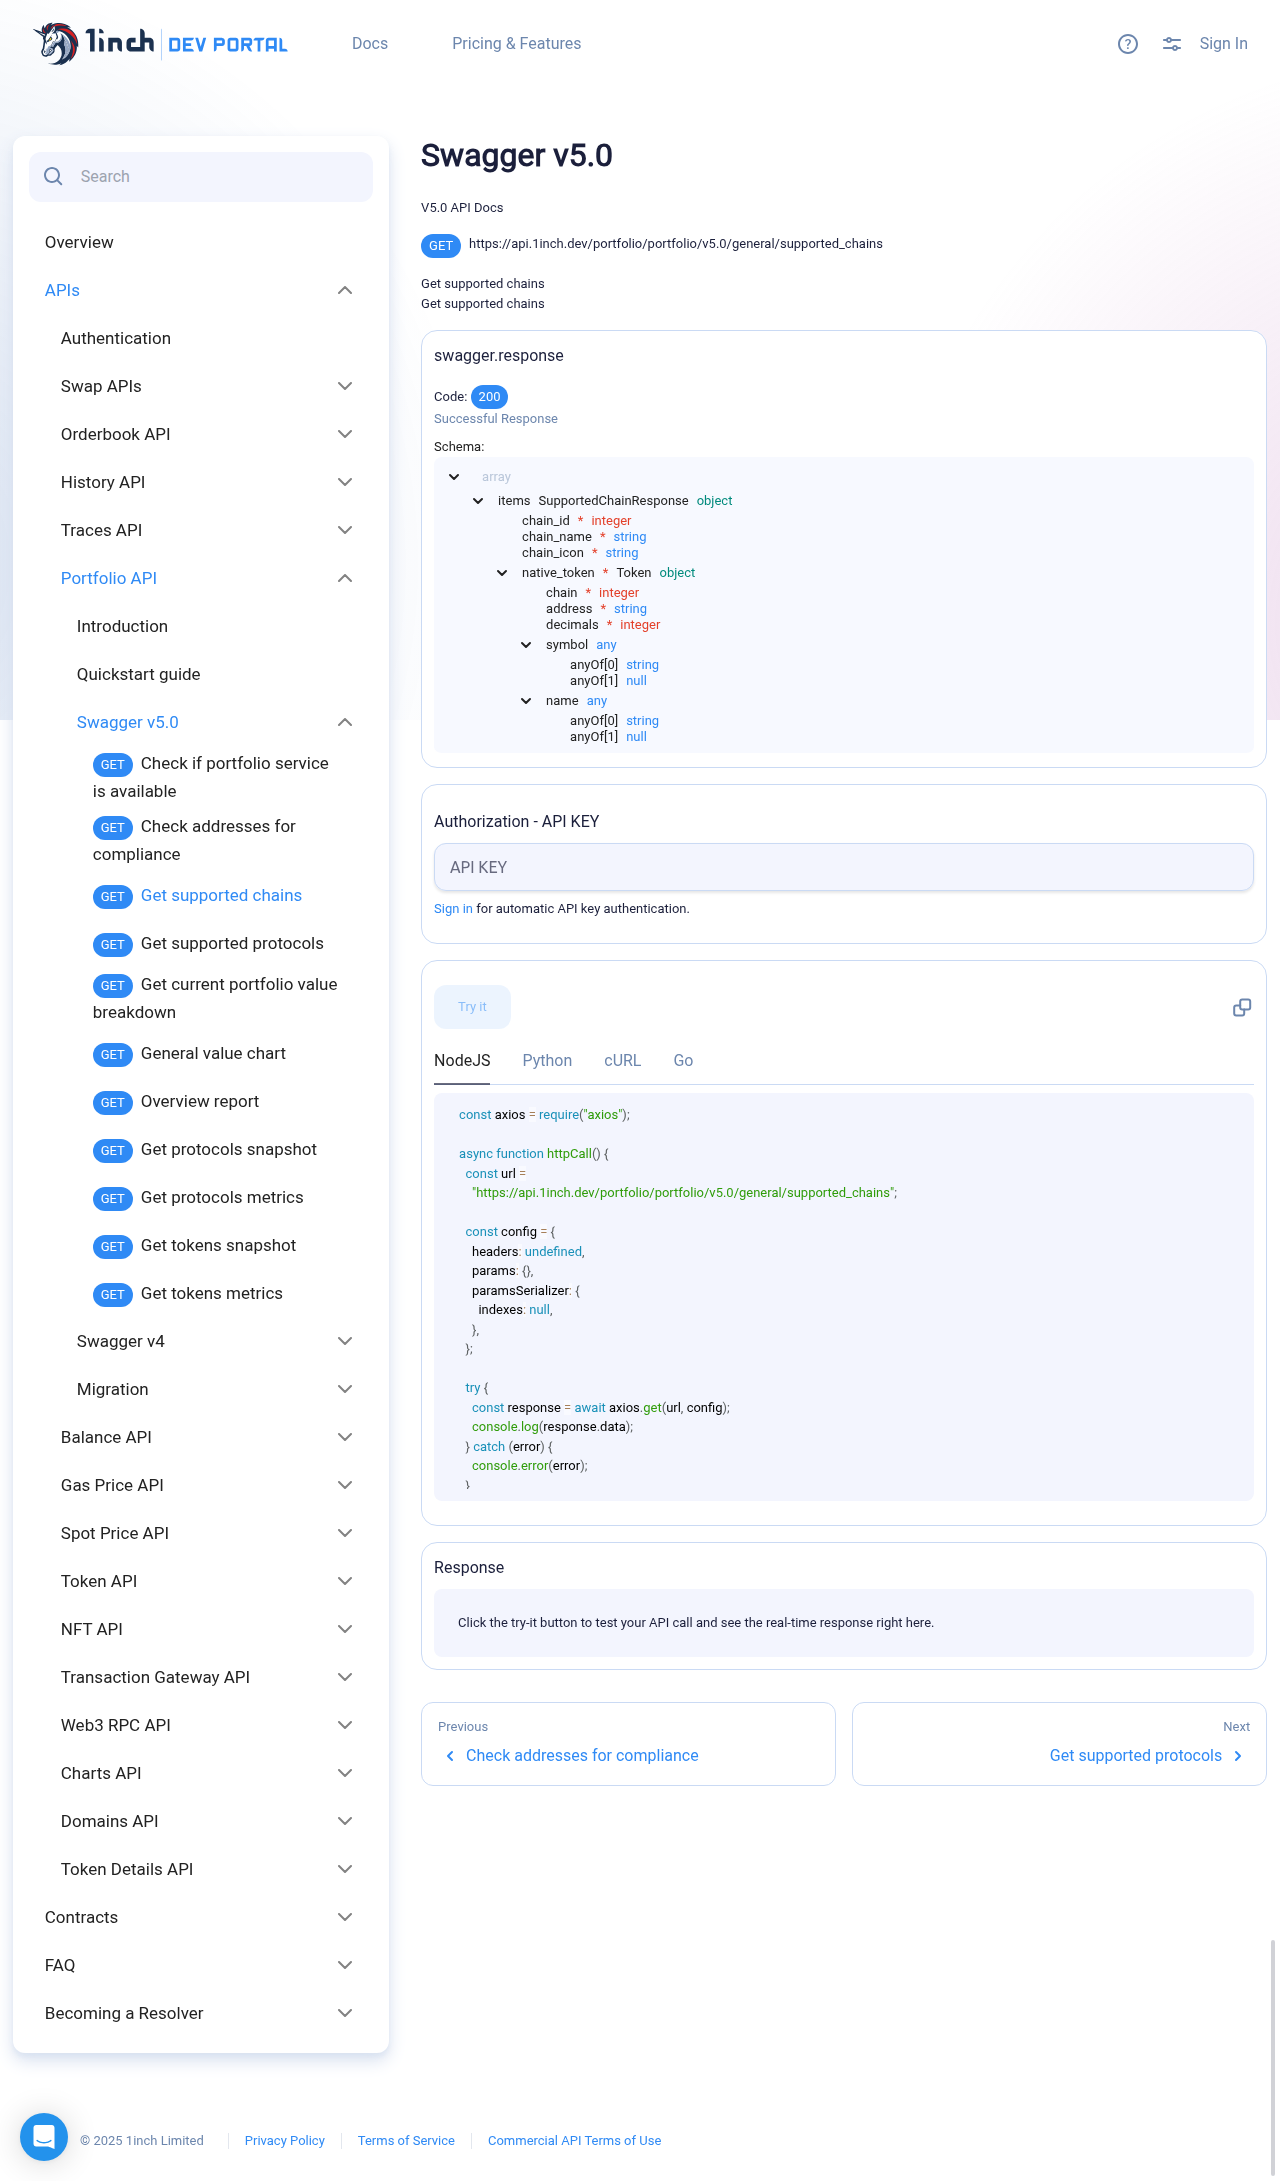 1inch DEV PORTAL
Docs
Pricing & Features
Sign In
Search
Overview
APIs
Authentication
Swap APIs
Orderbook API
History API
Traces API
Portfolio API
Introduction
Quickstart guide
Swagger v5.0
GET Check if portfolio service
is available
GET Check addresses for
compliance
GET Get supported chains
GET Get supported protocols
GET Get current portfolio value
breakdown
GET General value chart
GET Overview report
GET Get protocols snapshot
GET Get protocols metrics
GET Get tokens snapshot
GET Get tokens metrics
Swagger v4
Migration
Balance API
Gas Price API
Spot Price API
Token API
NFT API
Transaction Gateway API
Web3 RPC API
Charts API
Domains API
Token Details API
Contracts
FAQ
Becoming a Resolver
Swagger v5.0
V5.0 API Docs
GET https://api.1inch.dev/portfolio/portfolio/v5.0/general/supported_chains
Get supported chains
Get supported chains
swagger.response
Code: 200
Successful Response
Schema:
array
items SupportedChainResponse object
chain_id * integer
chain_name * string
chain_icon * string
native_token * Token object
chain * integer
address * string
decimals * integer
symbol any
anyOf[0] string
anyOf[1] null
name any
anyOf[0] string
anyOf[1] null
Authorization - API KEY
API KEY
Sign in for automatic API key authentication.
Try it
NodeJS Python cURL Go
const axios = require("axios");
async function httpCall() {
const url =
"https://api.1inch.dev/portfolio/portfolio/v5.0/general/supported_chains";
const config = {
headers: undefined,
params: {},
paramsSerializer: {
indexes: null,
},
};
try {
const response = await axios.get(url, config);
console.log(response.data);
} catch (error) {
console.error(error);
}
Response
Click the try-it button to test your API call and see the real-time response right here.
Previous
Check addresses for compliance
Next
Get supported protocols
© 2025 1inch Limited
Privacy Policy
Terms of Service
Commercial API Terms of Use